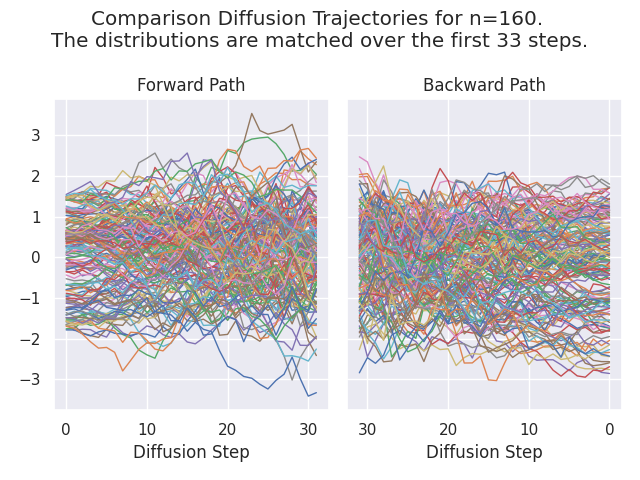 Comparison Diffusion Trajectories for n=160.
The distributions are matched over the first 33 steps.
Forward Path
Backward Path
3
2
1
0
−1
−2
−3
0 10 20 30
30 20 10 0
Diffusion Step
Diffusion Step